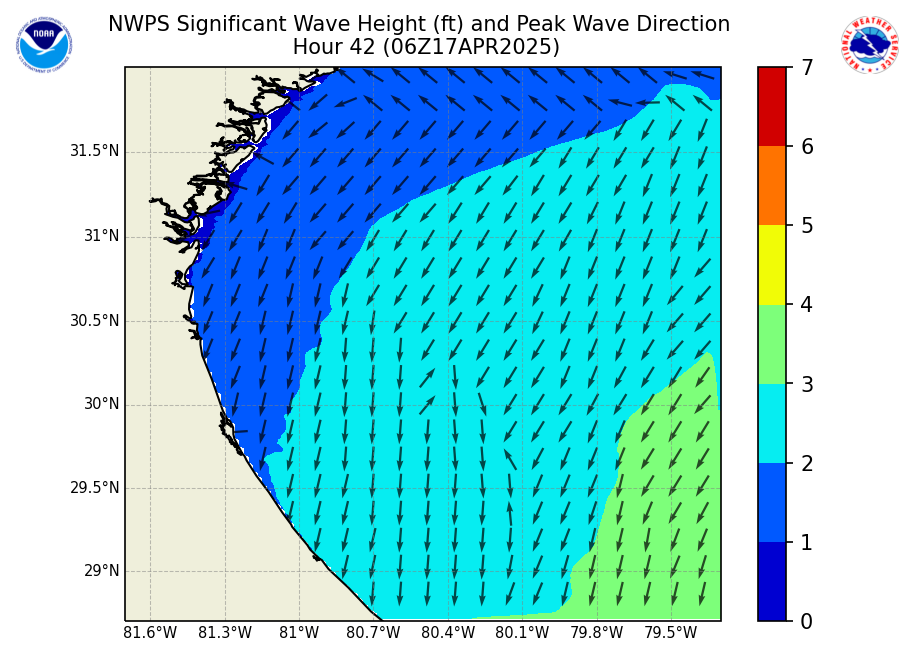 NWPS Significant Wave Height (ft) and Peak Wave Direction
Hour 42 (06Z17APR2025)
NOAA
NATIONAL WEATHER SERVICE
31.5°N
31°N
30.5°N
30°N
29.5°N
29°N
81.6°W 81.3°W 81°W 80.7°W 80.4°W 80.1°W 79.8°W 79.5°W
7
6
5
4
3
2
1
0